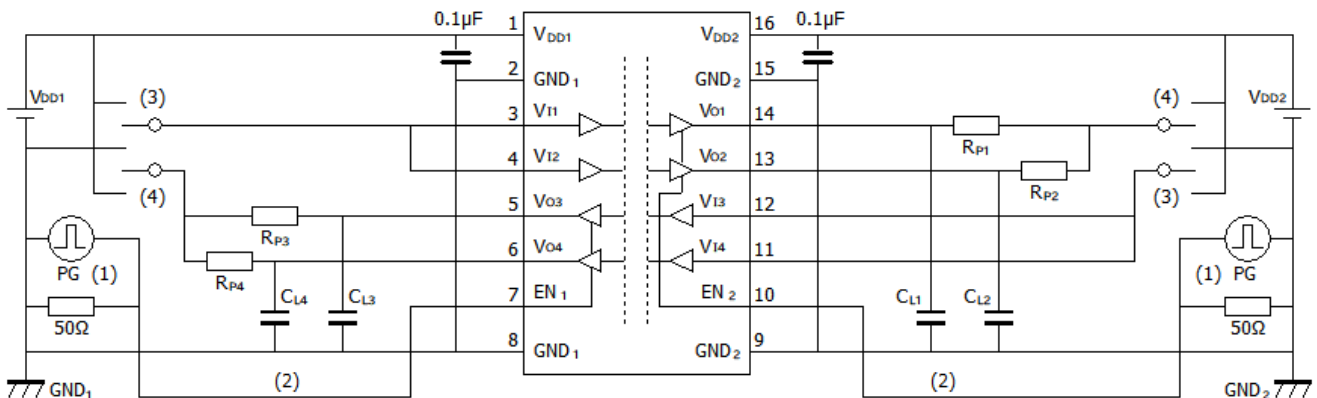 0.1μF 1 16 0.1μF
VDD1 VDD2
2 15
GND1 GND2
VDD1 (3) (4) VDD2
3 VI1 VO1 14
RP1
4 VI2 VO2 13
(4) RP2 (3)
5 VO3 VI3 12
RP3
6 VO4 VI4 11
PG (1) RP4 (1) PG
CL4 CL3 7 EN1 EN2 10 CL1 CL2
50Ω 50Ω
8 GND1 GND2 9
GND1 (2) (2) GND2